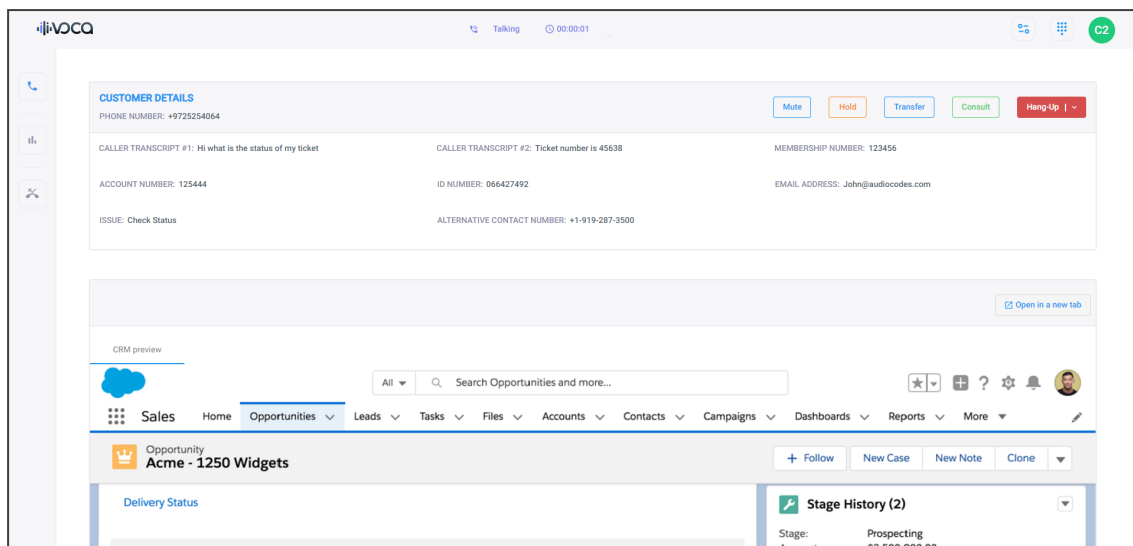 VOCA
Talking 00:00:01
C2
CUSTOMER DETAILS
PHONE NUMBER: +9725254064
Mute Hold Transfer Consult Hang-Up
CALLER TRANSCRIPT #1: Hi what is the status of my ticket CALLER TRANSCRIPT #2: Ticket number is 45638 MEMBERSHIP NUMBER: 123456
ACCOUNT NUMBER: 125444 ID NUMBER: 066427492 EMAIL ADDRESS: John@audiocodes.com
ISSUE: Check Status ALTERNATIVE CONTACT NUMBER: +1-919-287-3500
Open in a new tab
CRM preview
All Search Opportunities and more...
Sales Home Opportunities Leads Tasks Files Accounts Contacts Campaigns Dashboards Reports More
Opportunity
Acme - 1250 Widgets
+ Follow New Case New Note Clone
Delivery Status
Stage History (2)
Stage: Prospecting